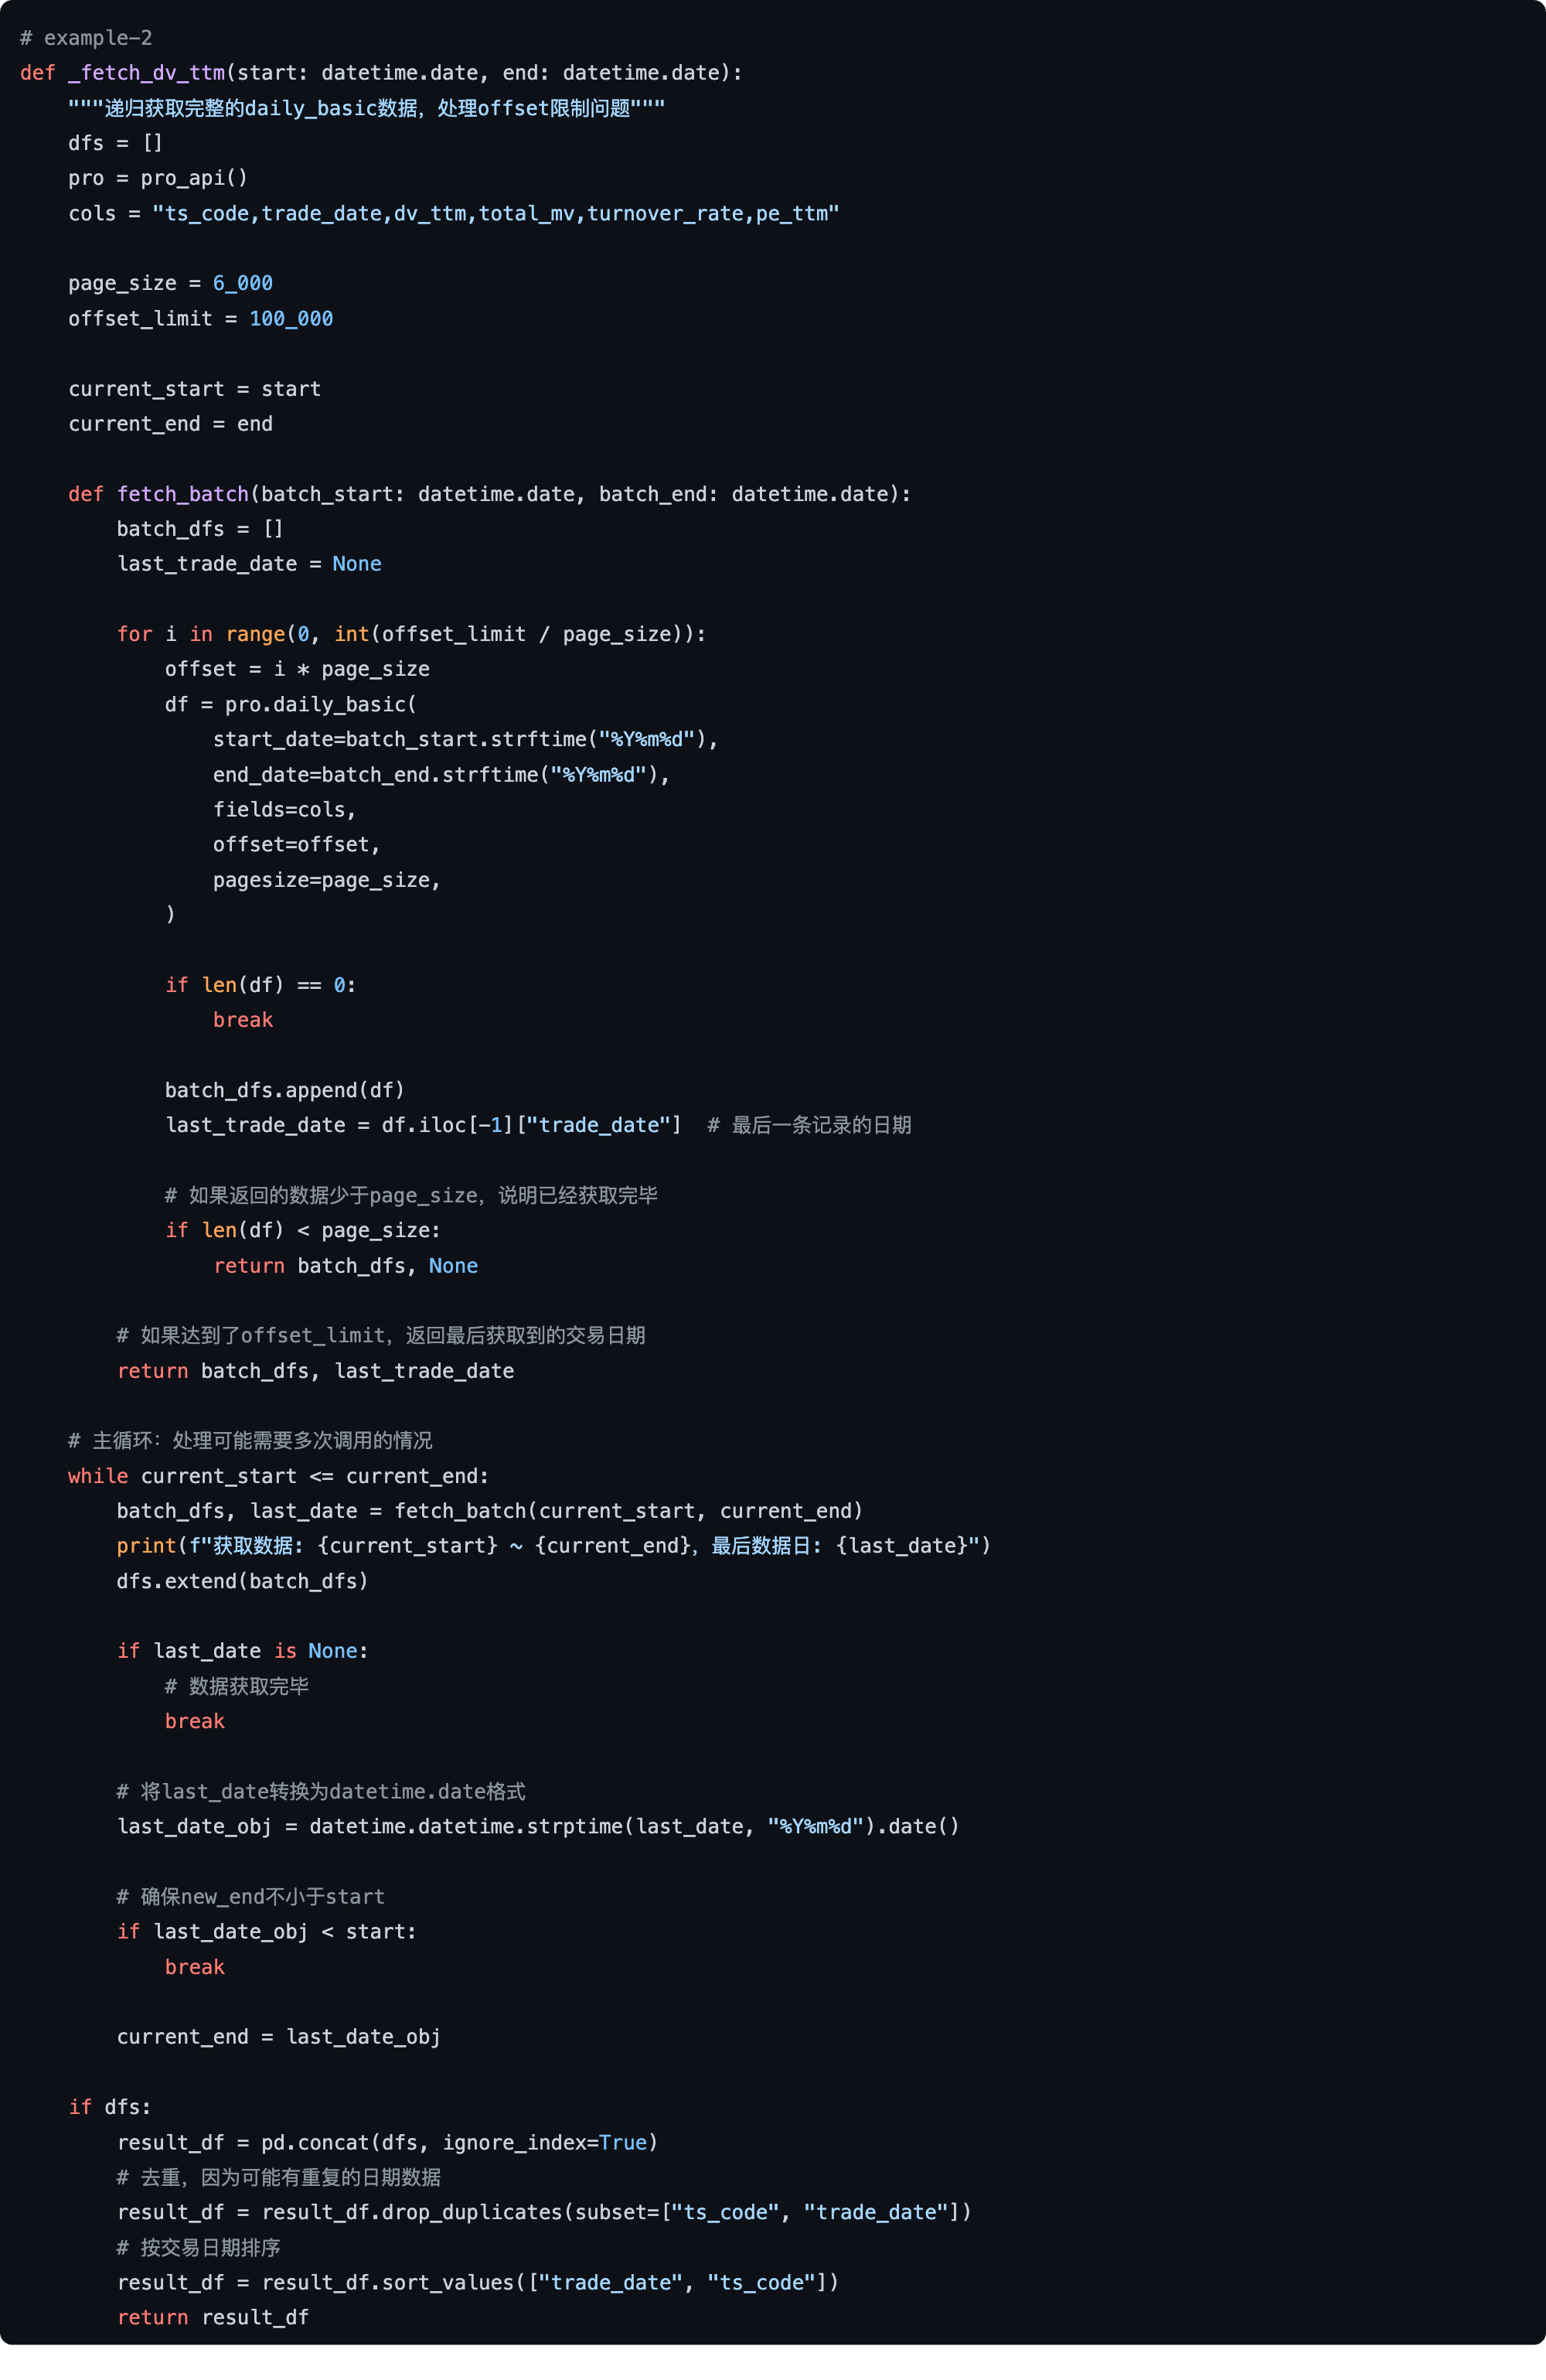 # example-2
def _fetch_dv_ttm(start: datetime.date, end: datetime.date):
    """递归获取完整的daily_basic数据，处理offset限制问题"""
    dfs = []
    pro = pro_api()
    cols = "ts_code,trade_date,dv_ttm,total_mv,turnover_rate,pe_ttm"

    page_size = 6_000
    offset_limit = 100_000

    current_start = start
    current_end = end

    def fetch_batch(batch_start: datetime.date, batch_end: datetime.date):
        batch_dfs = []
        last_trade_date = None

        for i in range(0, int(offset_limit / page_size)):
            offset = i * page_size
            df = pro.daily_basic(
                start_date=batch_start.strftime("%Y%m%d"),
                end_date=batch_end.strftime("%Y%m%d"),
                fields=cols,
                offset=offset,
                pagesize=page_size,
            )

            if len(df) == 0:
                break

            batch_dfs.append(df)
            last_trade_date = df.iloc[-1]["trade_date"]  # 最后一条记录的日期

            # 如果返回的数据少于page_size，说明已经获取完毕
            if len(df) < page_size:
                return batch_dfs, None

        # 如果达到了offset_limit，返回最后获取到的交易日期
        return batch_dfs, last_trade_date

    # 主循环：处理可能需要多次调用的情况
    while current_start <= current_end:
        batch_dfs, last_date = fetch_batch(current_start, current_end)
        print(f"获取数据: {current_start} ~ {current_end}，最后数据日: {last_date}")
        dfs.extend(batch_dfs)

        if last_date is None:
            # 数据获取完毕
            break

        # 将last_date转换为datetime.date格式
        last_date_obj = datetime.datetime.strptime(last_date, "%Y%m%d").date()

        # 确保new_end不小于start
        if last_date_obj < start:
            break

        current_end = last_date_obj

    if dfs:
        result_df = pd.concat(dfs, ignore_index=True)
        # 去重，因为可能有重复的日期数据
        result_df = result_df.drop_duplicates(subset=["ts_code", "trade_date"])
        # 按交易日期排序
        result_df = result_df.sort_values(["trade_date", "ts_code"])
        return result_df